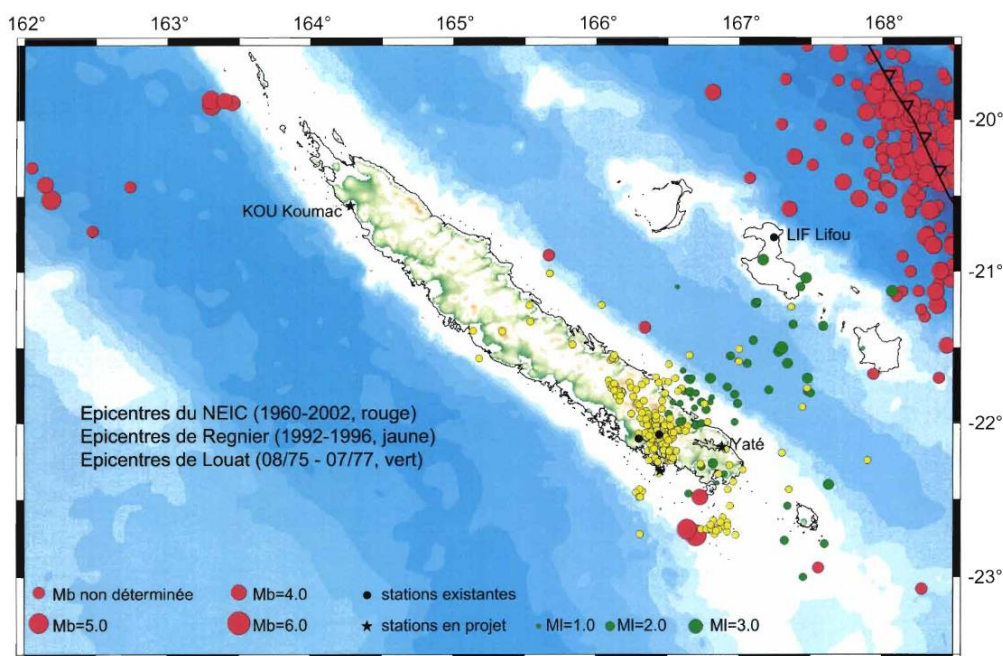 162° 163° 164° 165° 166° 167° 168°
-20°
KOU Koumac
LIF Lifou
-21°
Epicentres du NEIC (1960-2002, rouge)
Epicentres de Regnier (1992-1996, jaune)
Epicentres de Louat (08/75 - 07/77, vert)
-22°
Yaté
-23°
Mb non déterminée Mb=4.0 stations existantes
Mb=5.0 Mb=6.0 stations en projet Ml=1.0 Ml=2.0 Ml=3.0